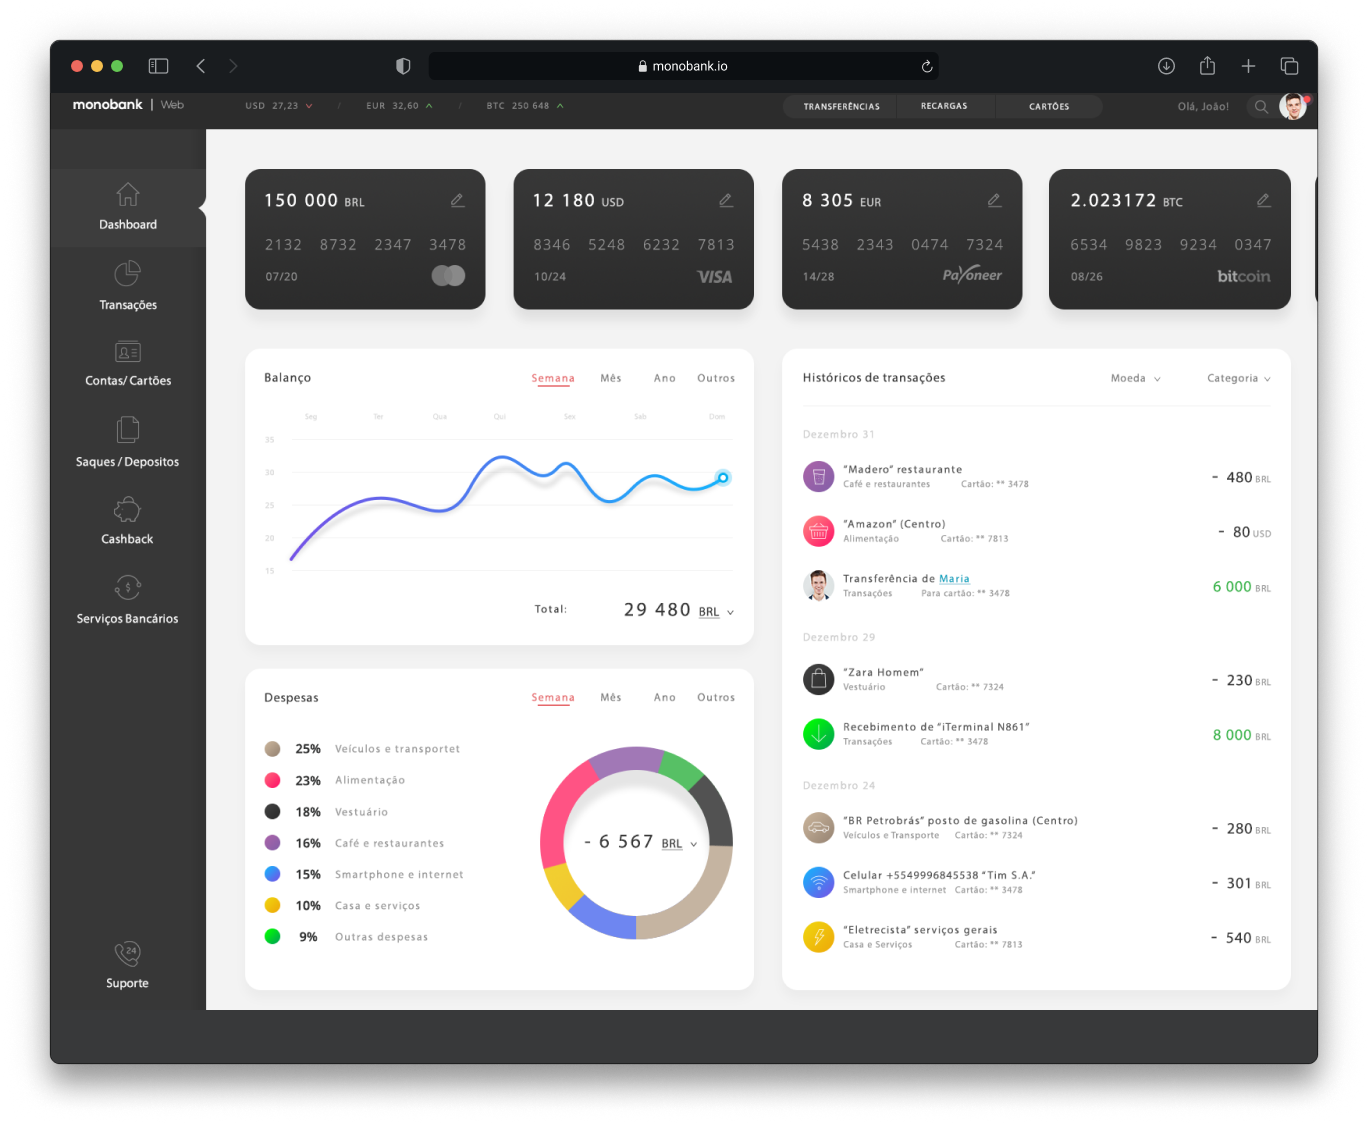 monobank.io
monobank | Web
USD 27,23 / EUR 32,60 / BTC 250 648
TRANSFERÊNCIAS RECARGAS CARTÕES
Olá, João!
Dashboard
Transações
Contas/ Cartões
Saques / Depositos
Cashback
Serviços Bancários
24
Suporte
150 000 BRL
2132 8732 2347 3478
07/20
12 180 USD
8346 5248 6232 7813
10/24 VISA
8 305 EUR
5438 2343 0474 7324
14/28 Payoneer
2.023172 BTC
6534 9823 9234 0347
08/26 bitcoin
Balanço Semana Mês Ano Outros
Seg Ter Qua Qui Sex Sab Dom
35
30
25
20
15
Total: 29 480 BRL
Despesas Semana Mês Ano Outros
25% Veículos e transportet
23% Alimentação
18% Vestuário
16% Café e restaurantes
15% Smartphone e internet
10% Casa e serviços
9% Outras despesas
- 6 567 BRL
Históricos de transações Moeda Categoria
Dezembro 31
“Madero” restaurante
Café e restaurantes Cartão: ** 3478
- 480 BRL
“Amazon” (Centro)
Alimentação Cartão: ** 7813
- 80 USD
Transferência de Maria
Transações Para cartão: ** 3478
6 000 BRL
Dezembro 29
“Zara Homem”
Vestuário Cartão: ** 7324
- 230 BRL
Recebimento de “iTerminal N861”
Transações Cartão: ** 3478
8 000 BRL
Dezembro 24
“BR Petrobrás” posto de gasolina (Centro)
Veículos e Transporte Cartão: ** 7324
- 280 BRL
Celular +5549996845538 “Tim S.A.”
Smartphone e internet Cartão: ** 3478
- 301 BRL
“Eletrecista” serviços gerais
Casa e Serviços Cartão: ** 7813
- 540 BRL